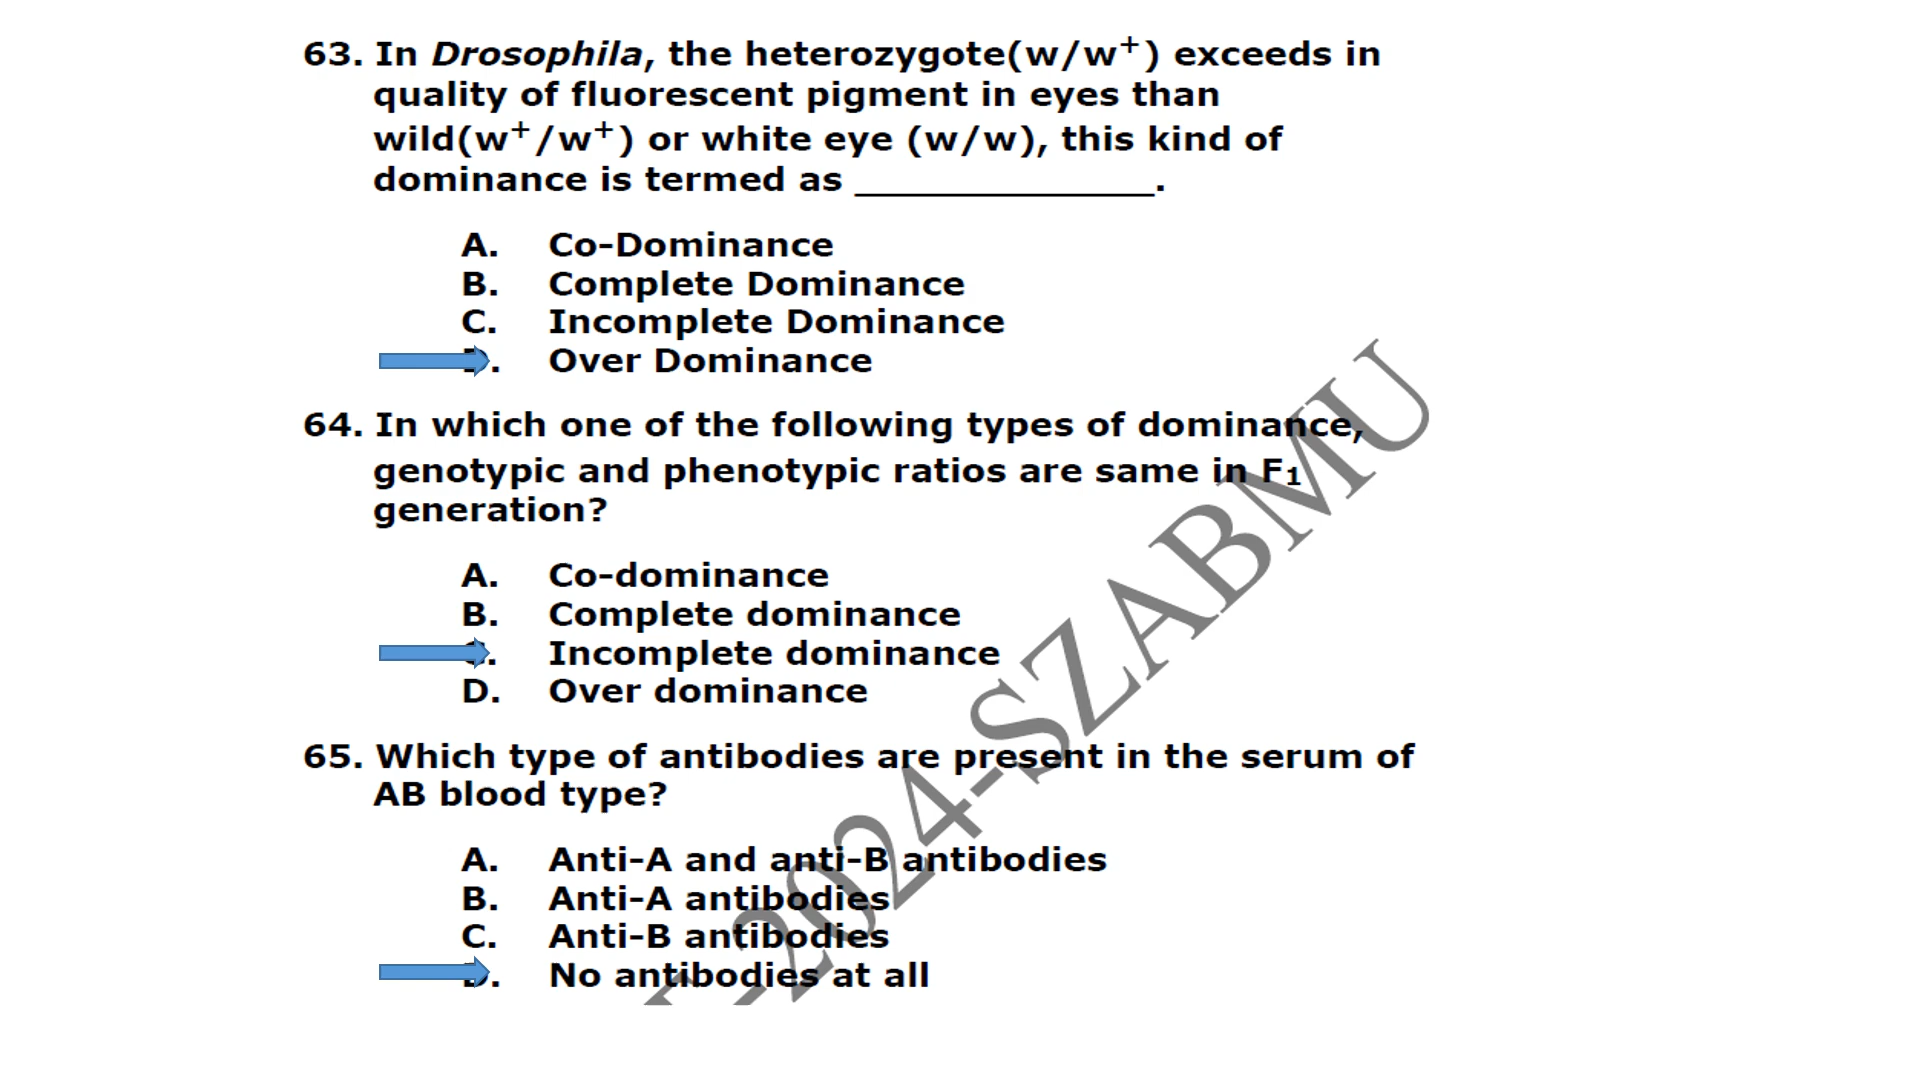 63. In Drosophila, the heterozygote(w/w⁺) exceeds in
quality of fluorescent pigment in eyes than
wild(w⁺/w⁺) or white eye (w/w), this kind of
dominance is termed as ________________.
A. Co-Dominance
B. Complete Dominance
C. Incomplete Dominance
D. Over Dominance
64. In which one of the following types of dominance,
genotypic and phenotypic ratios are same in F₁
generation?
A. Co-dominance
B. Complete dominance
C. Incomplete dominance
D. Over dominance
65. Which type of antibodies are present in the serum of
AB blood type?
A. Anti-A and anti-B antibodies
B. Anti-A antibodies
C. Anti-B antibodies
D. No antibodies at all
-2024-SZABMU